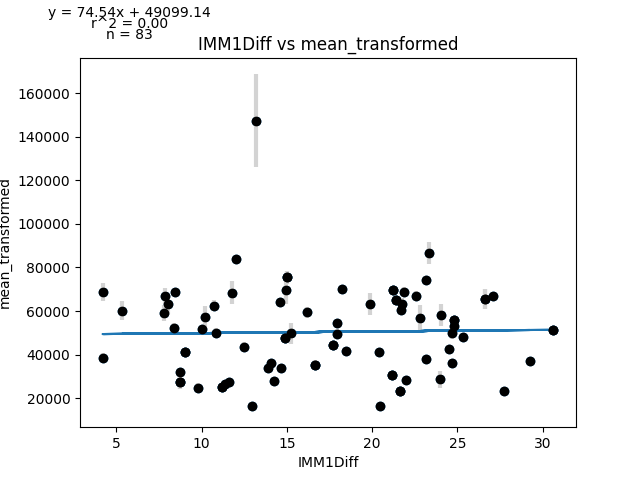 y = 74.54x + 49099.14
r^2 = 0.00
n = 83
IMM1Diff vs mean_transformed
160000
140000
120000
100000
80000
60000
40000
20000
mean_transformed
5 10 15 20 25 30
IMM1Diff